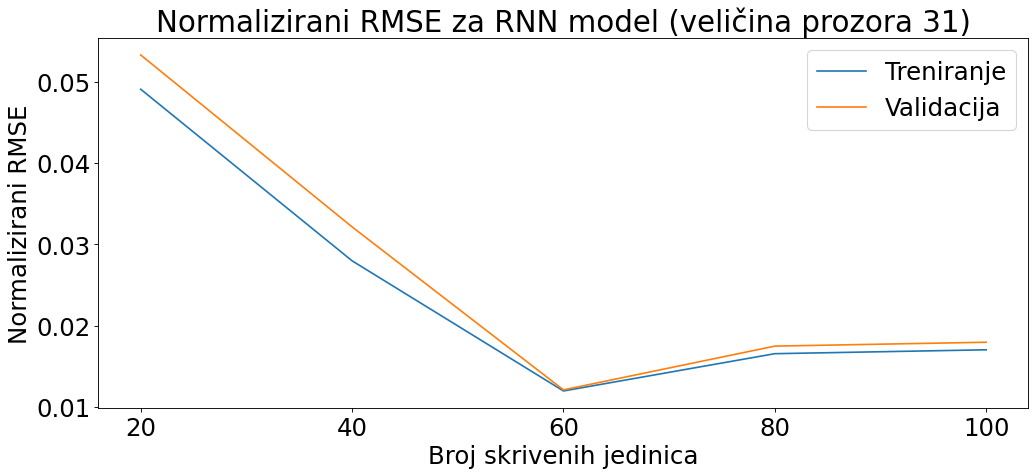 Normalizirani RMSE za RNN model (veličina prozora 31)
Treniranje
Validacija
Normalizirani RMSE
0.05
0.04
0.03
0.02
0.01
20 40 60 80 100
Broj skrivenih jedinica